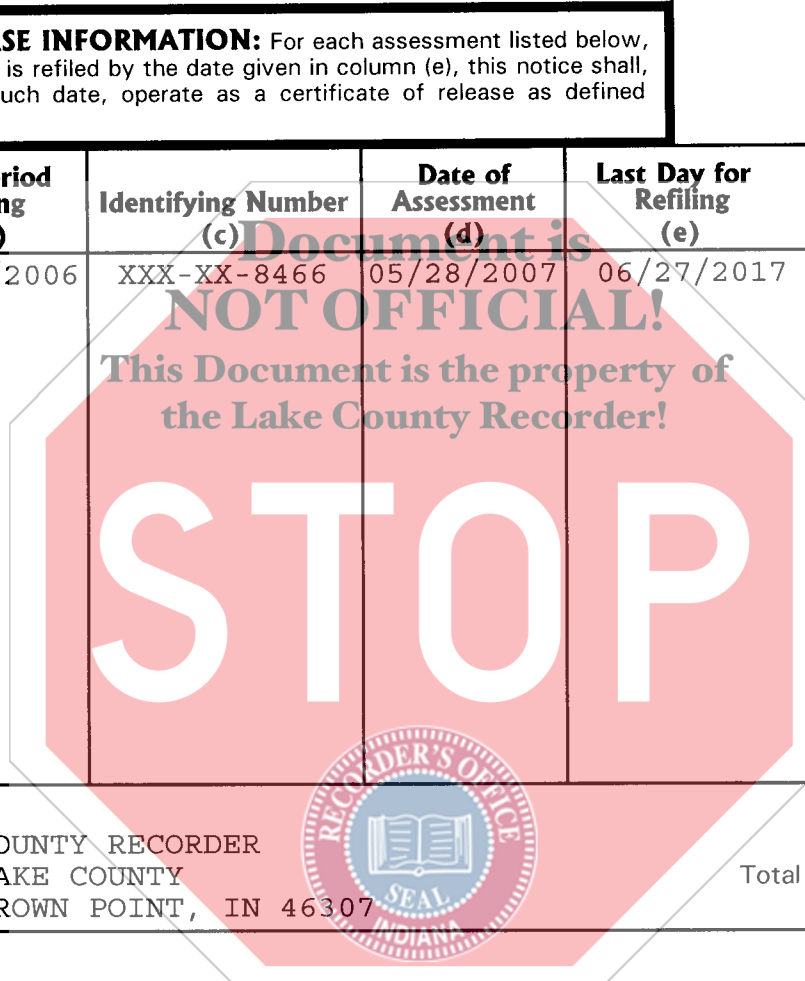 SE INFORMATION: For each assessment listed below,
is refiled by the date given in column (e), this notice shall,
uch date, operate as a certificate of release as defined
riod
ng
)
Identifying Number
(c)
Date of
Assessment
(d)
Last Day for
Refiling
(e)
2006 XXX-XX-8466 05/28/2007 06/27/2017
Document is
NOT OFFICIAL!
This Document is the property of
the Lake County Recorder!
STOP
RECORDER'S OFFICE
SEAL
INDIANA
OUNTY RECORDER
AKE COUNTY
ROWN POINT, IN 46307
Total